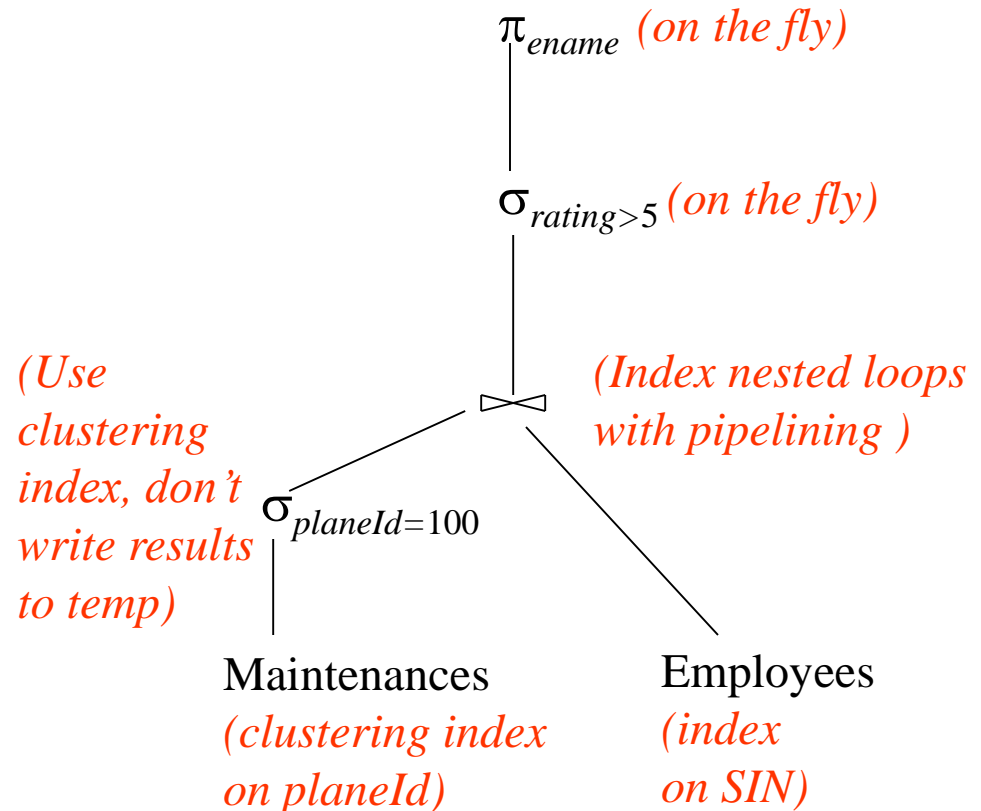 πename (on the fly)
σrating>5 (on the fly)
(Use
clustering
index, don’t
write results
to temp)
(Index nested loops
with pipelining )
σplaneId=100
Maintenances
(clustering index
on planeId)
Employees
(index
on SIN)